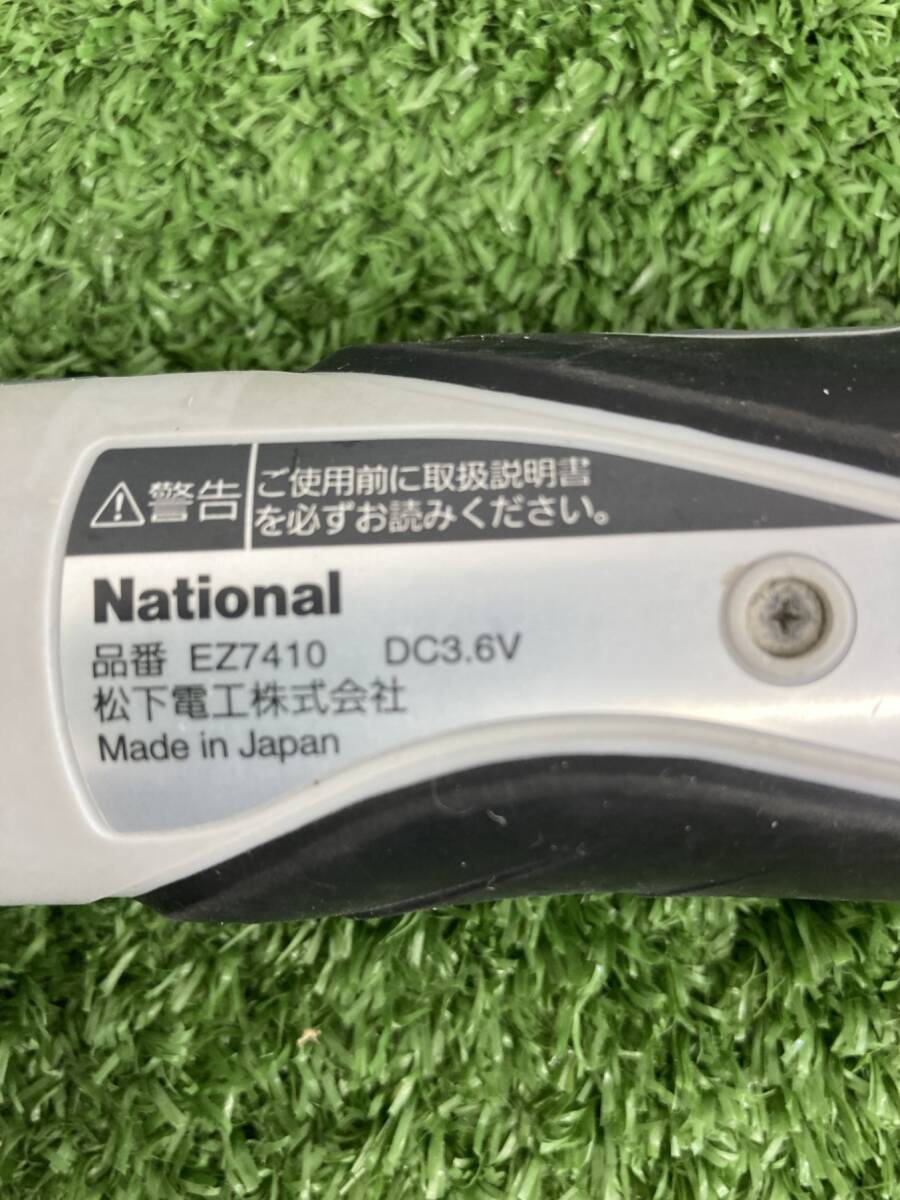 警告
ご使用前に取扱説明書
を必ずお読みください。
National
品番 EZ7410 DC3.6V
松下電工株式会社
Made in Japan